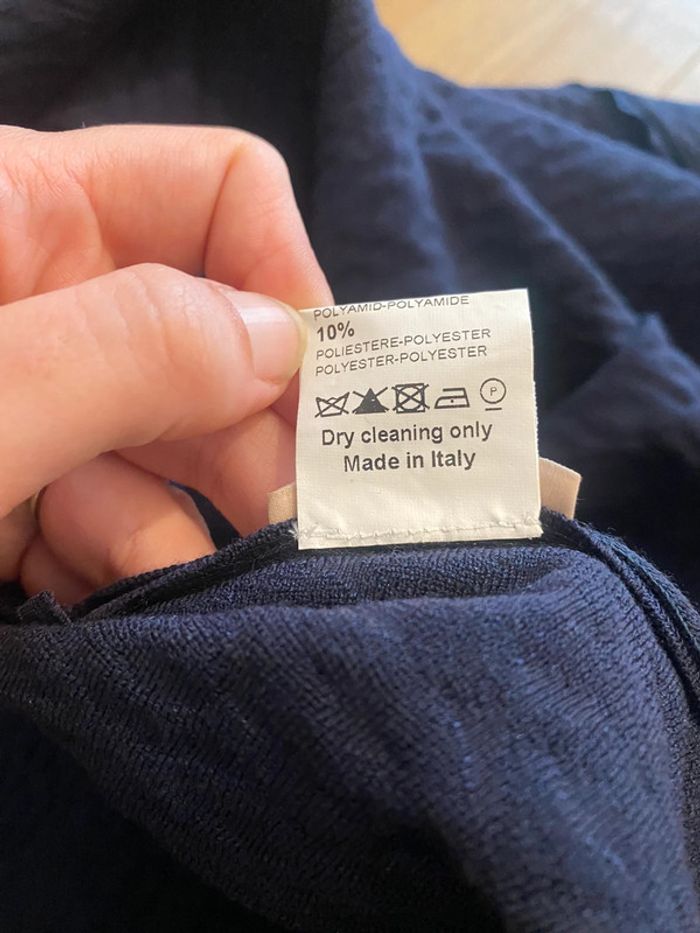 POLYAMID-POLYAMIDE
10%
POLIESTERE-POLYESTER
POLYESTER-POLYESTER
P
Dry cleaning only
Made in Italy